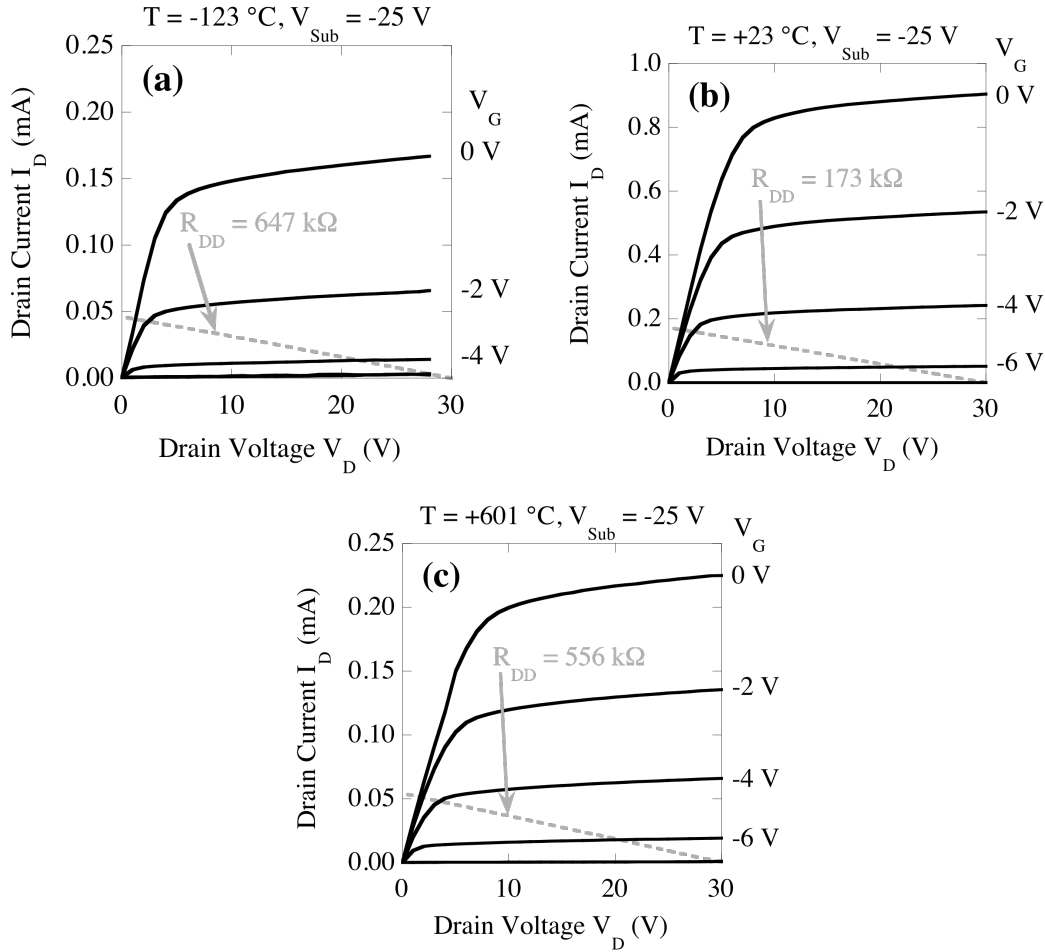 T = -123 °C, V_Sub = -25 V
(a)
Drain Current I_D (mA)
0.25
0.20
0.15
0.10
0.05
0.00
V_G
0 V
-2 V
-4 V
R_DD = 647 kΩ
0 10 20 30
Drain Voltage V_D (V)
T = +23 °C, V_Sub = -25 V
(b)
Drain Current I_D (mA)
1.0
0.8
0.6
0.4
0.2
0.0
V_G
0 V
-2 V
-4 V
-6 V
R_DD = 173 kΩ
0 10 20 30
Drain Voltage V_D (V)
T = +601 °C, V_Sub = -25 V
(c)
Drain Current I_D (mA)
0.25
0.20
0.15
0.10
0.05
0.00
V_G
0 V
-2 V
-4 V
-6 V
R_DD = 556 kΩ
0 10 20 30
Drain Voltage V_D (V)